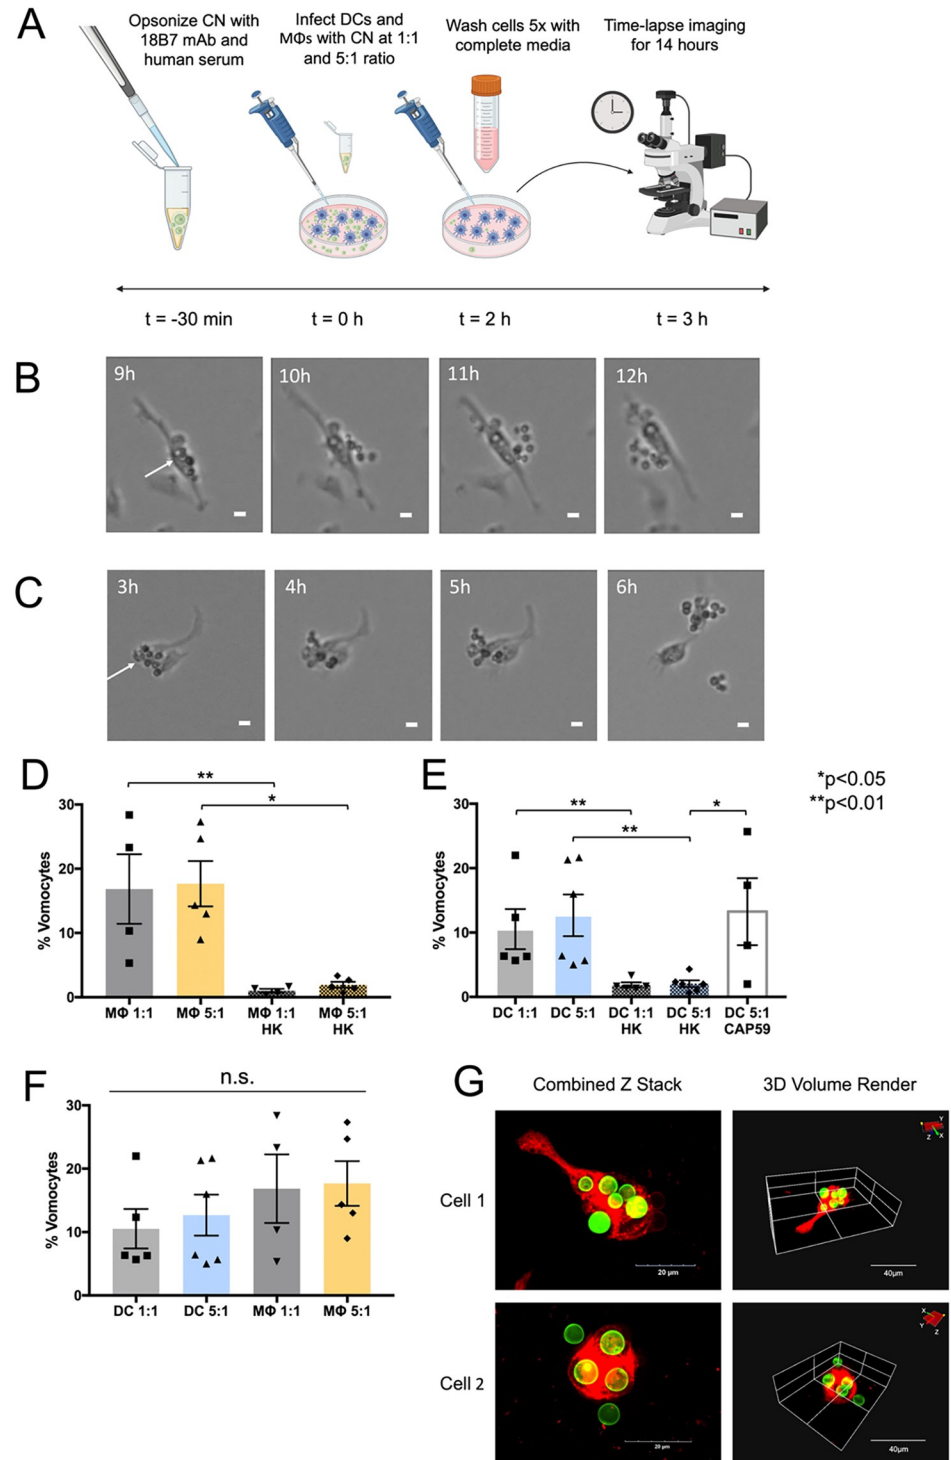 A
Opsonize CN with
18B7 mAb and
human serum
Infect DCs and
MΦs with CN at 1:1
and 5:1 ratio
Wash cells 5x with
complete media
Time-lapse imaging
for 14 hours
t = -30 min
t = 0 h
t = 2 h
t = 3 h
B
9h
10h
11h
12h
C
3h
4h
5h
6h
D
% Vomocytes
30
20
10
0
**
*
MΦ 1:1
MΦ 5:1
MΦ 1:1
HK
MΦ 5:1
HK
E
% Vomocytes
30
20
10
0
**
**
*
DC 1:1
DC 5:1
DC 1:1
HK
DC 5:1
HK
DC 5:1
CAP59
*p<0.05
**p<0.01
F
n.s.
% Vomocytes
30
20
10
0
DC 1:1
DC 5:1
MΦ 1:1
MΦ 5:1
G
Combined Z Stack
3D Volume Render
Cell 1
20 μm
Y
Z
X
40μm
Cell 2
20 μm
X
Y
Z
40μm